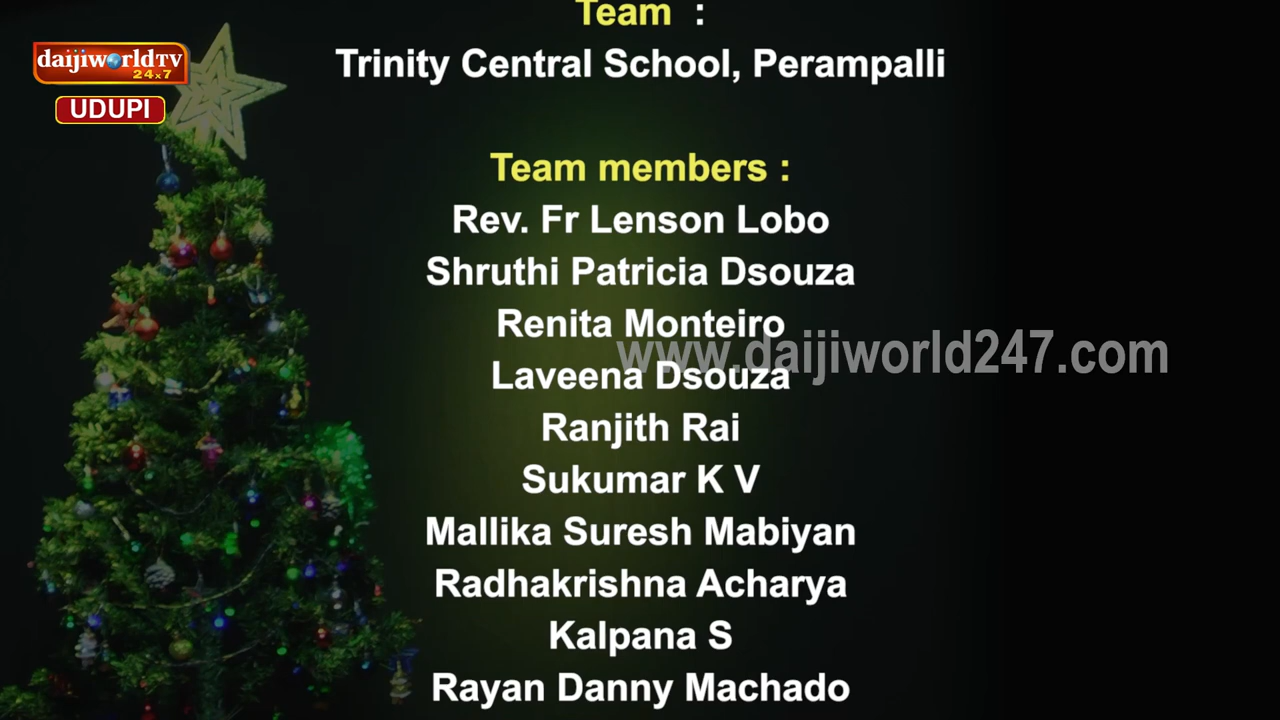 Team :
daijiworldTV
24x7
UDUPI
Trinity Central School, Perampalli
Team members :
Rev. Fr Lenson Lobo
Shruthi Patricia Dsouza
Renita Monteiro
www.daijiworld247.com
Laveena Dsouza
Ranjith Rai
Sukumar K V
Mallika Suresh Mabiyan
Radhakrishna Acharya
Kalpana S
Rayan Danny Machado